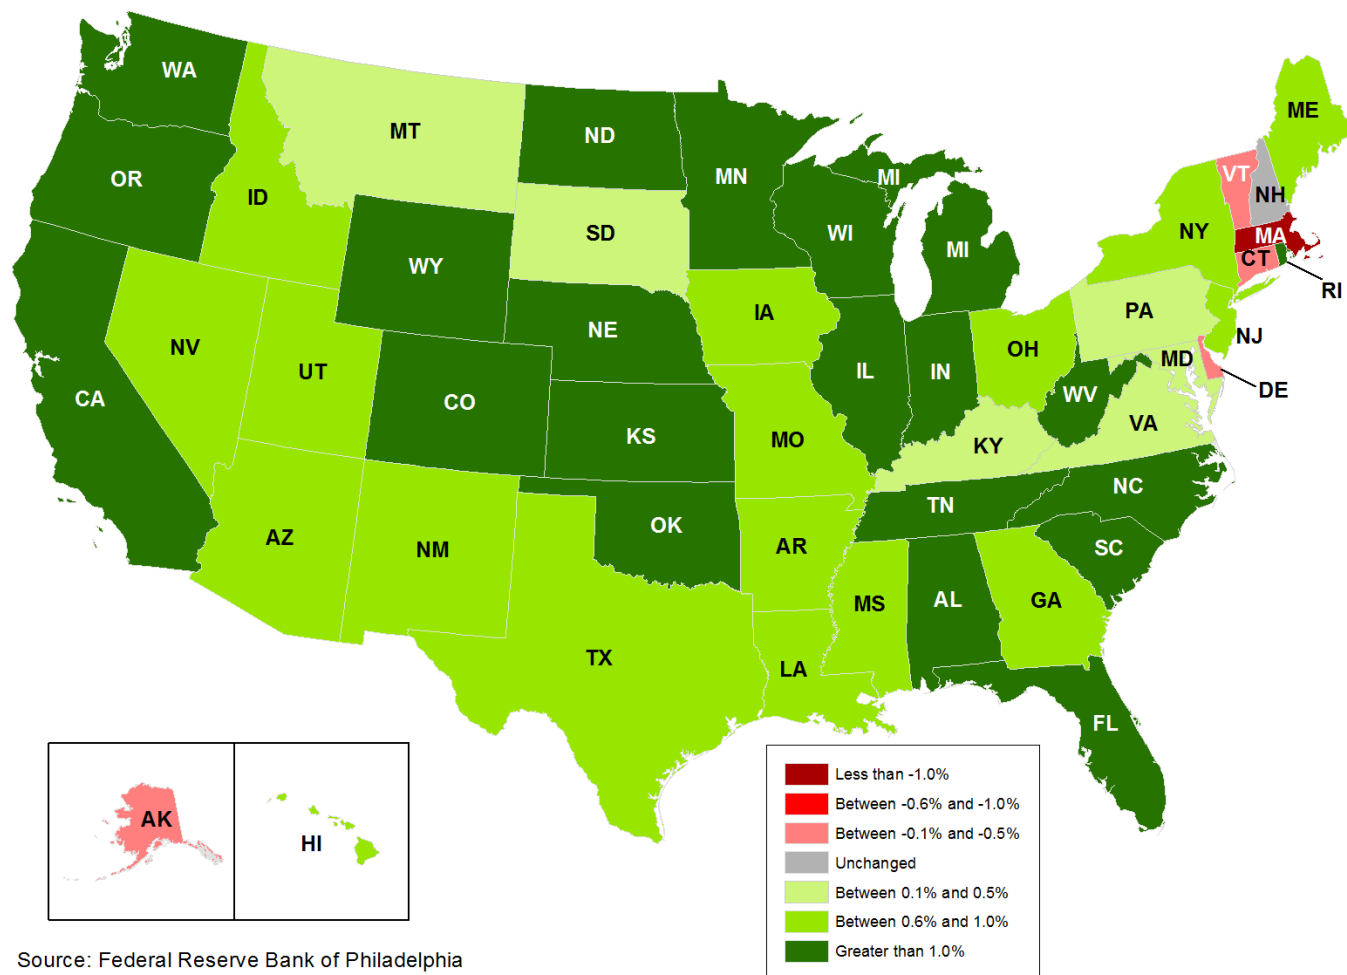 WA
MT
ND
MN
MI
ME
VT
NH
OR
ID
SD
WI
MI
NY
MA
CT
RI
WY
IA
PA
NJ
NE
OH
MD
DE
NV
UT
CO
IL
IN
WV
CA
KS
MO
KY
VA
AZ
NM
OK
AR
TN
NC
SC
TX
LA
MS
AL
GA
FL
AK
HI
Less than -1.0%
Between -0.6% and -1.0%
Between -0.1% and -0.5%
Unchanged
Between 0.1% and 0.5%
Between 0.6% and 1.0%
Greater than 1.0%
Source: Federal Reserve Bank of Philadelphia